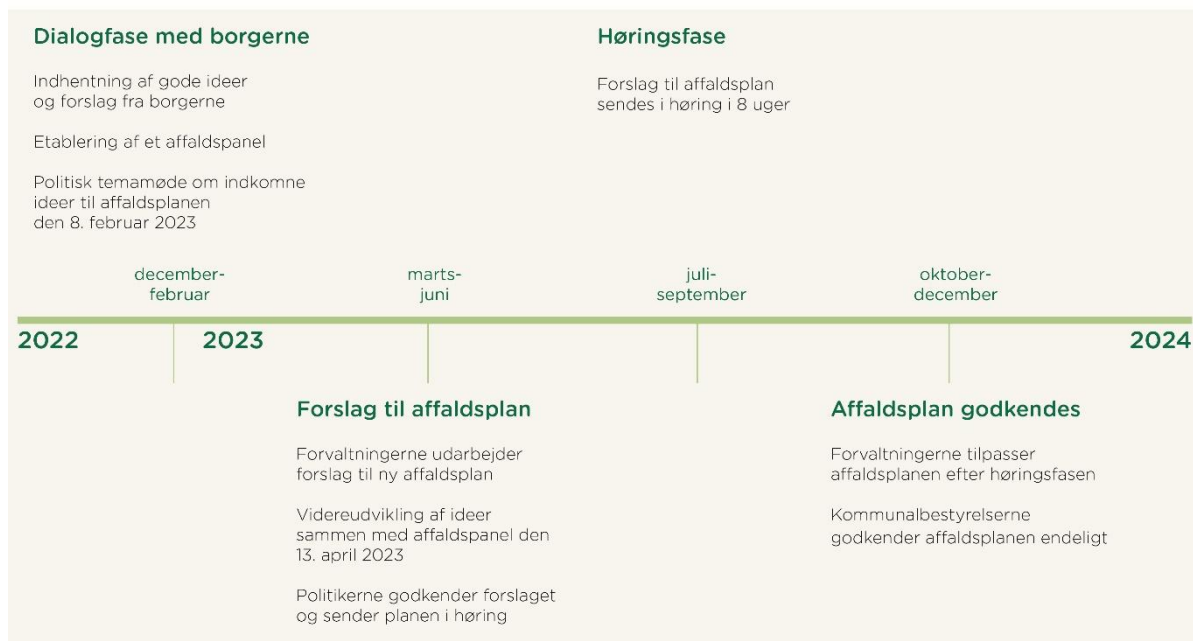 Dialogfase med borgerne
Indhentning af gode ideer
og forslag fra borgerne
Etablering af et affaldspanel
Politisk temamøde om indkomne
ideer til affaldsplanen
den 8. februar 2023
Høringsfase
Forslag til affaldsplan
sendes i høring i 8 uger
december-
februar
marts-
juni
juli-
september
oktober-
december
2022
2023
2024
Forslag til affaldsplan
Forvaltningerne udarbejder
forslag til ny affaldsplan
Videreudvikling af ideer
sammen med affaldspanel den
13. april 2023
Politikerne godkender forslaget
og sender planen i høring
Affaldsplan godkendes
Forvaltningerne tilpasser
affaldsplanen efter høringsfasen
Kommunalbestyrelserne
godkender affaldsplanen endeligt